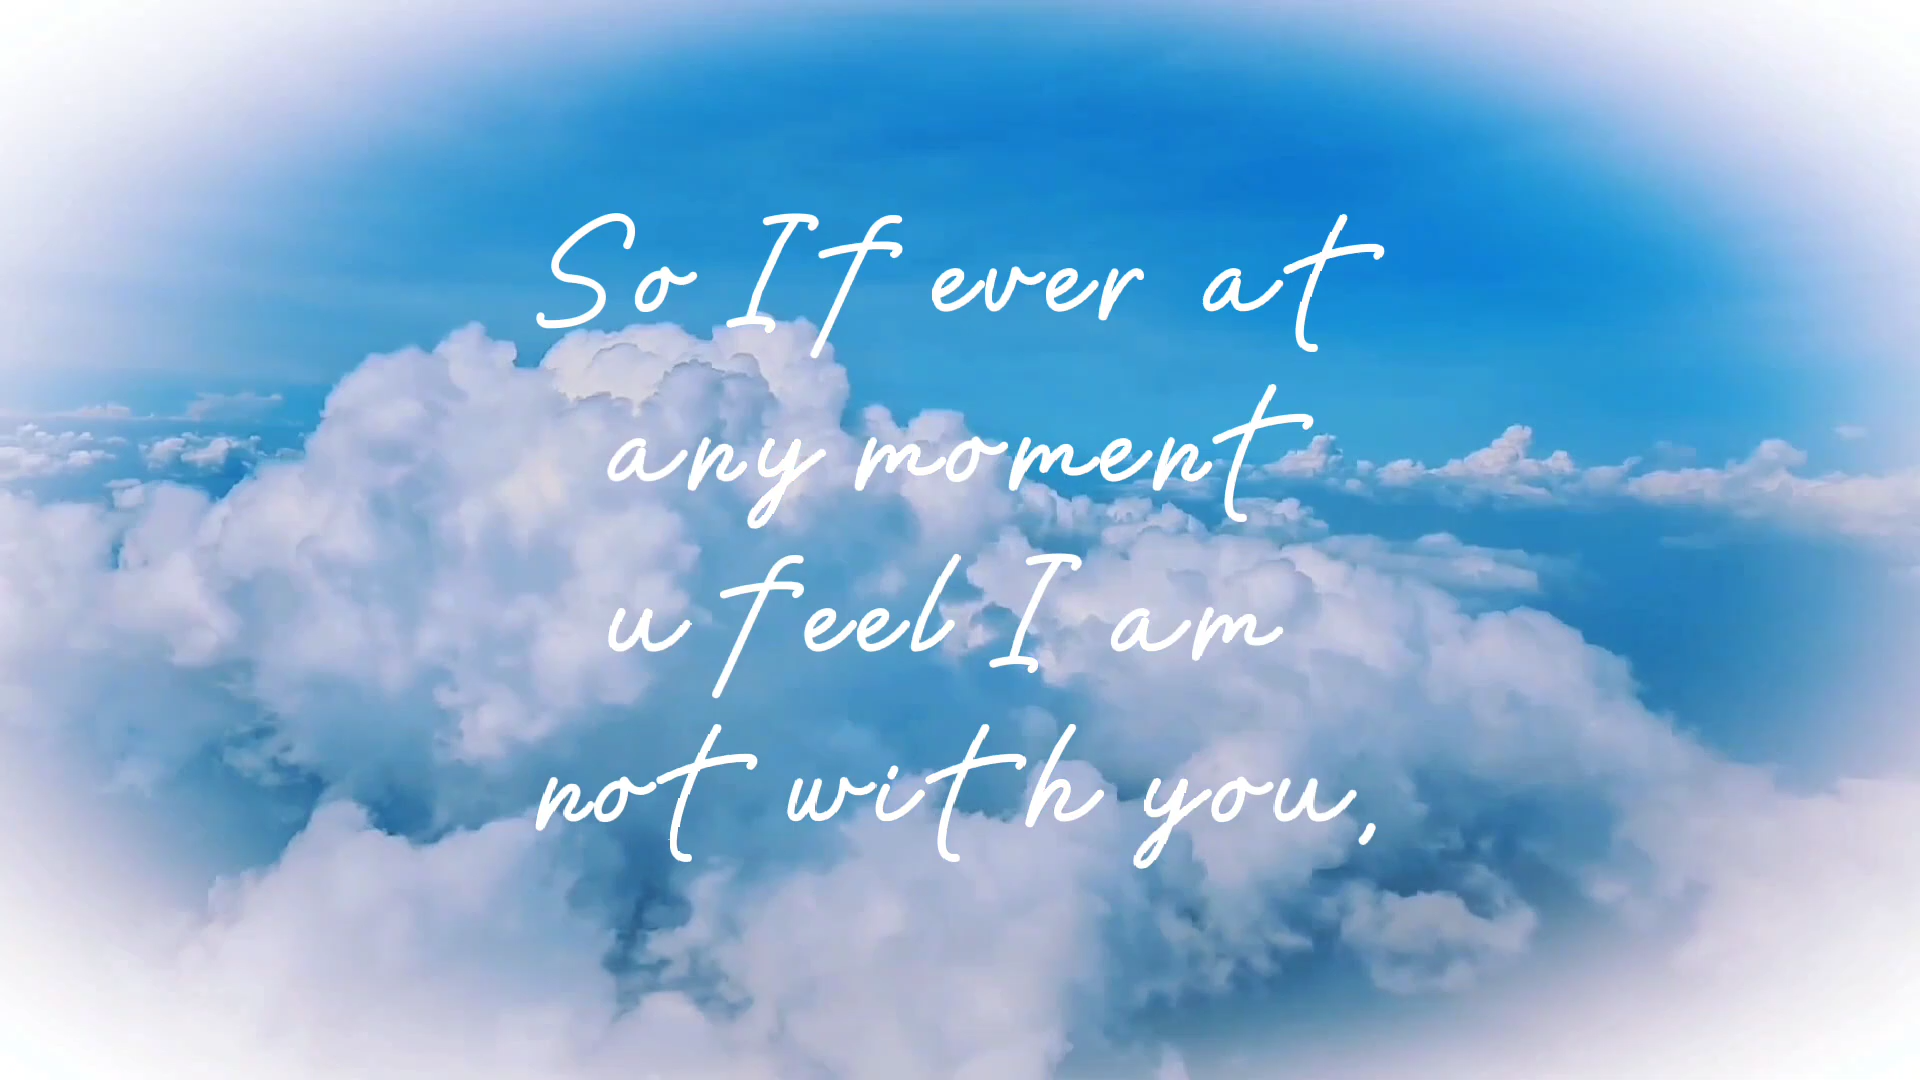 So If ever at
any moment
u feel I am
not with you,